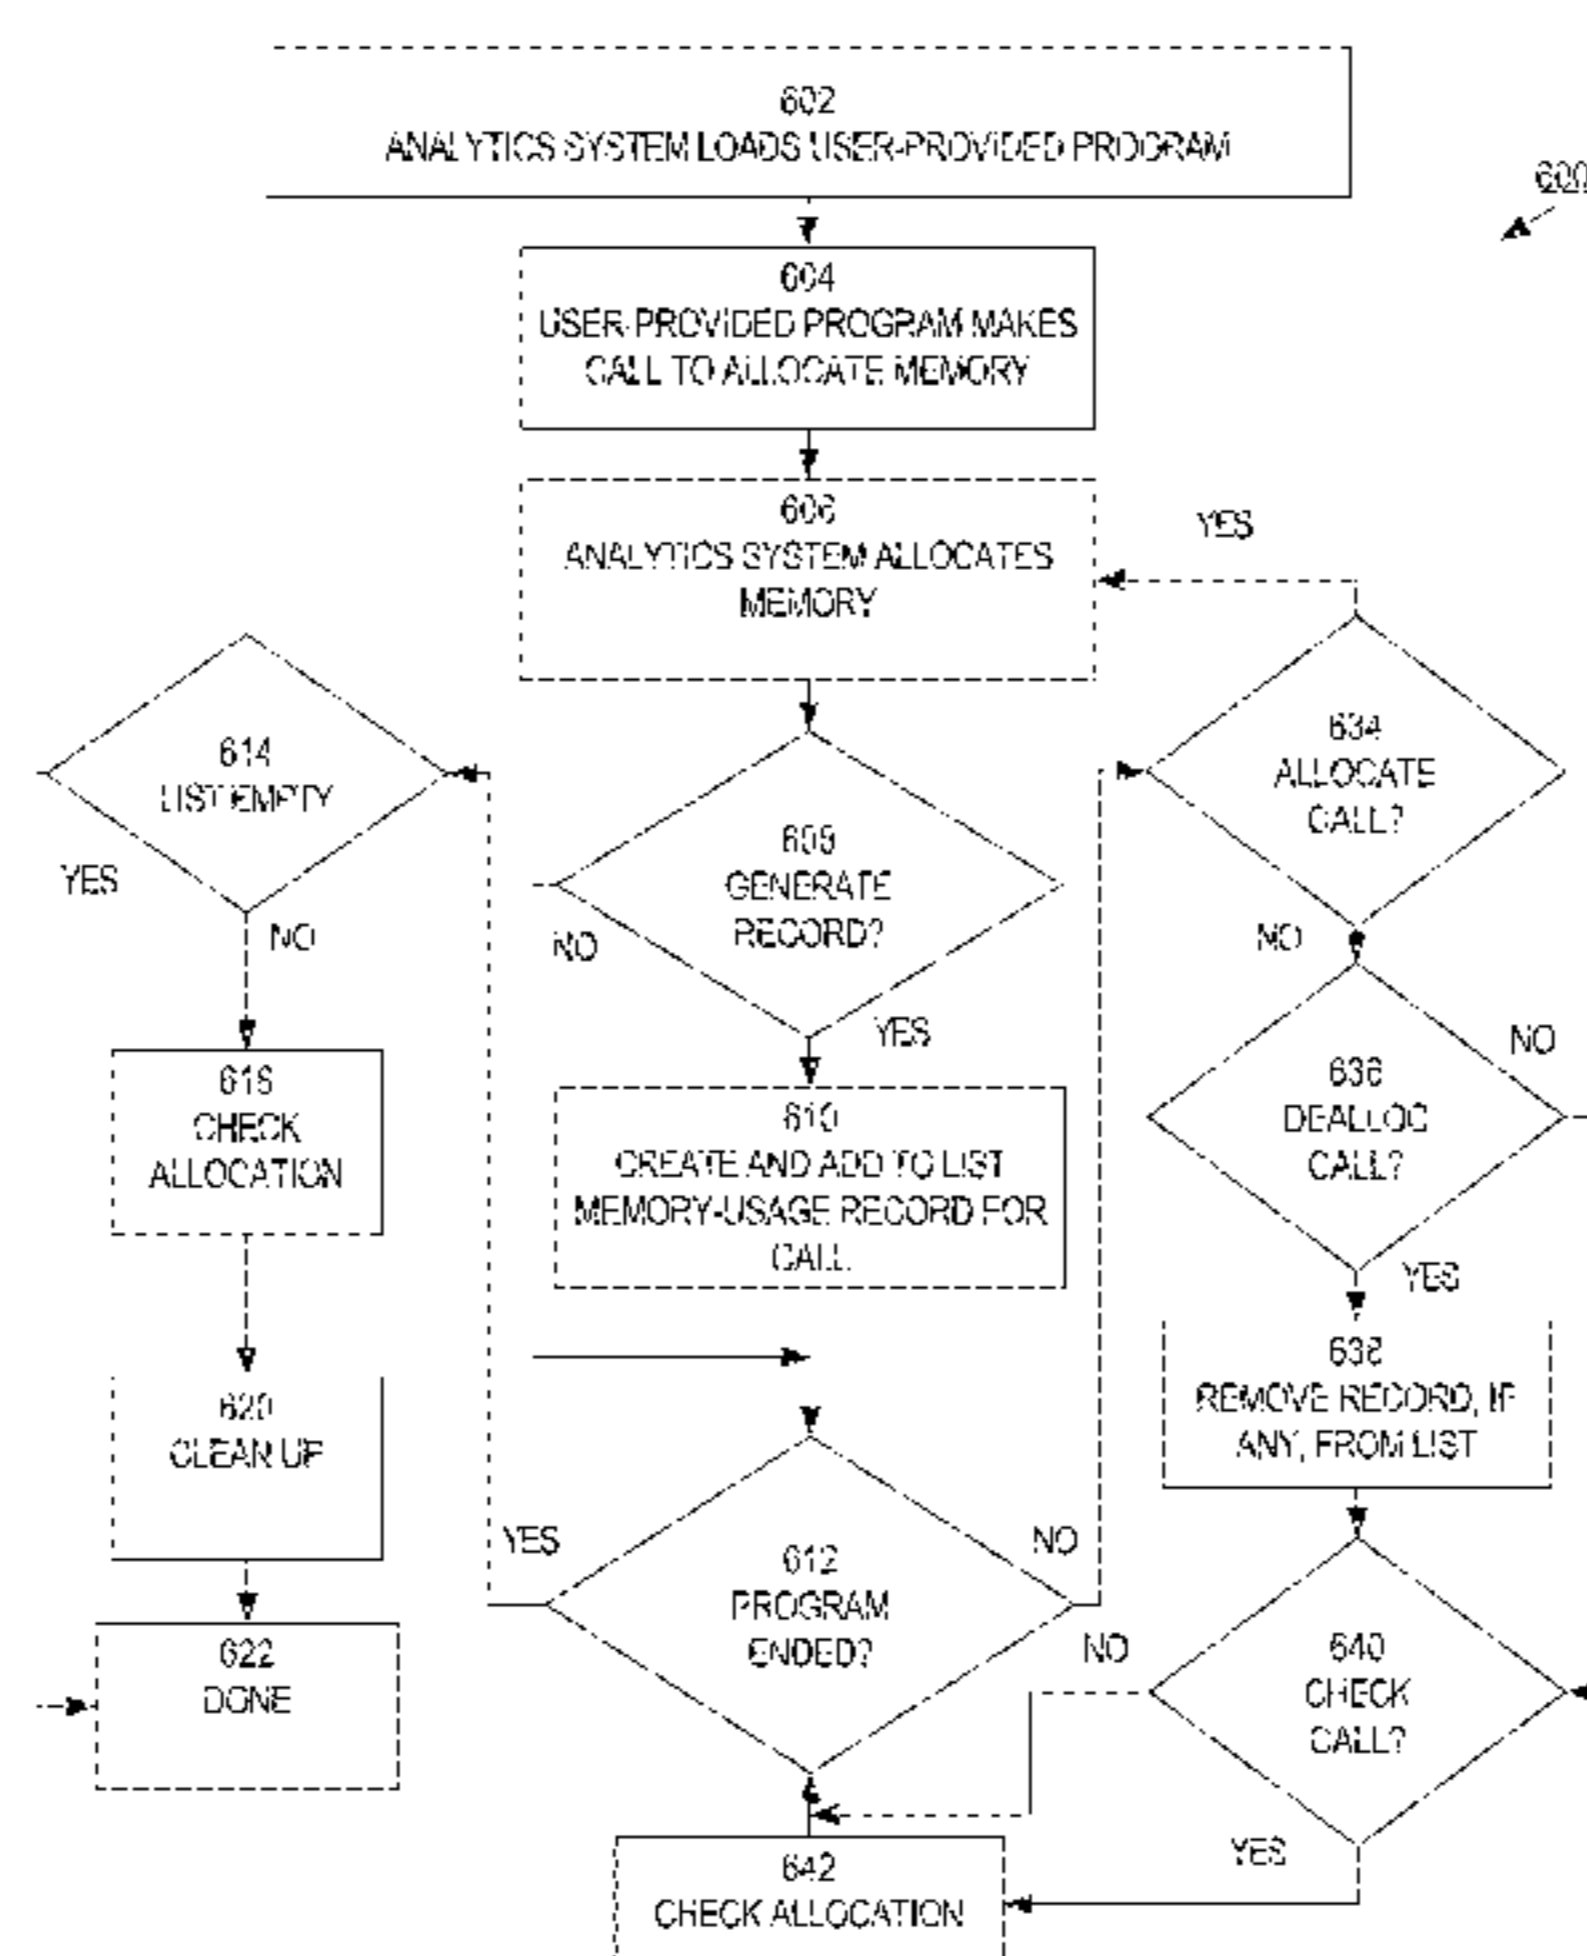 602
ANALYTICS SYSTEM LOADS USER-PROVIDED PROGRAM
600
604
USER-PROVIDED PROGRAM MAKES
CALL TO ALLOCATE MEMORY
606
ANALYTICS SYSTEM ALLOCATES
MEMORY
YES
614
LIST EMPTY
YES
NO
GENERATE
RECORD?
NO
YES
634
ALLOCATE
CALL?
NO
CHECK
ALLOCATION
610
CREATE AND ADD TO LIST
MEMORY-USAGE RECORD FOR
CALL
636
DEALLOC
CALL?
NO
YES
620
CLEAN UP
638
REMOVE RECORD, IF
ANY, FROM LIST
622
DONE
YES
612
PROGRAM
ENDED?
NO
NO
640
CHECK
CALL?
YES
642
CHECK ALLOCATION